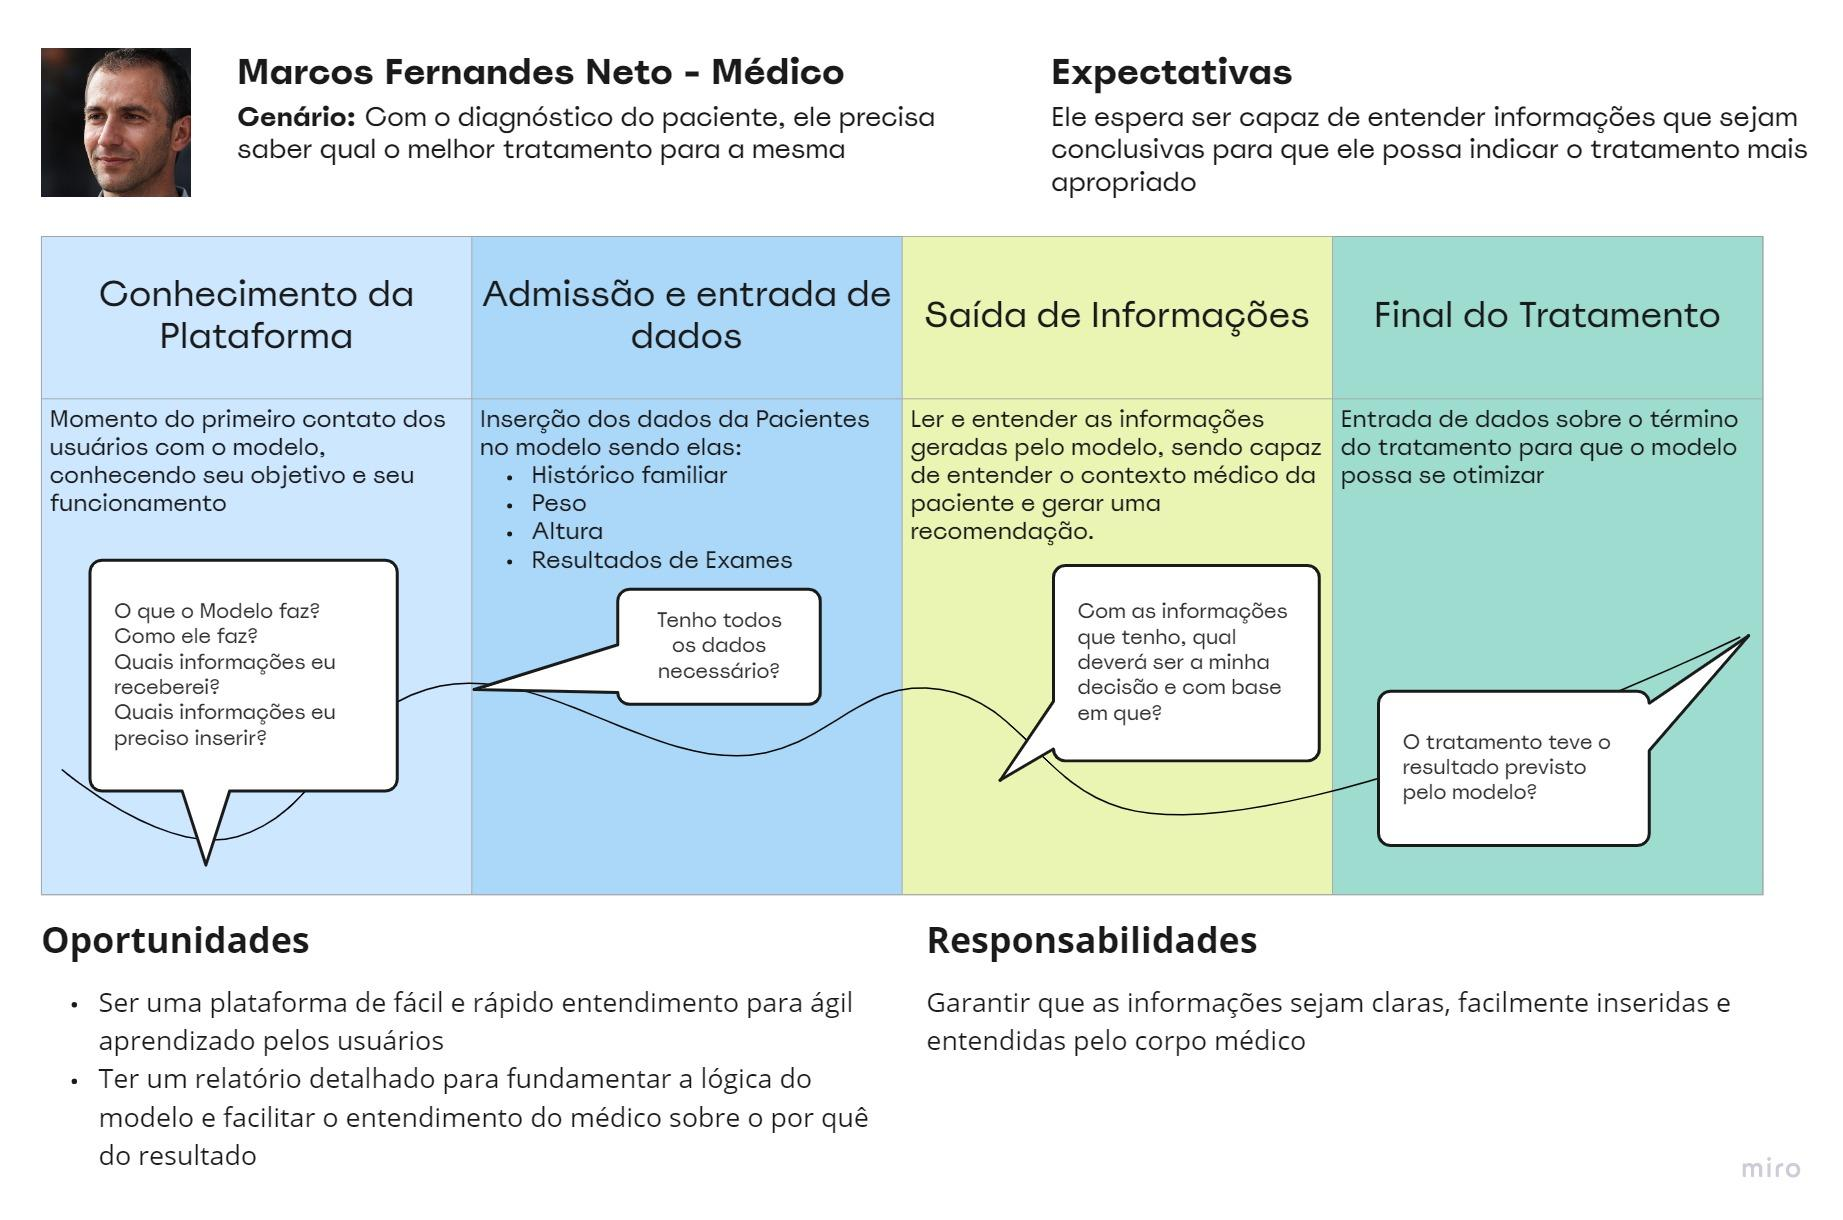 Marcos Fernandes Neto - Médico
Cenário: Com o diagnóstico do paciente, ele precisa
saber qual o melhor tratamento para a mesma
Expectativas
Ele espera ser capaz de entender informações que sejam
conclusivas para que ele possa indicar o tratamento mais
apropriado
Conhecimento da
Plataforma
Admissão e entrada de
dados
Saída de Informações
Final do Tratamento
Momento do primeiro contato dos
usuários com o modelo,
conhecendo seu objetivo e seu
funcionamento
Inserção dos dados da Pacientes
no modelo sendo elas:
• Histórico familiar
• Peso
• Altura
• Resultados de Exames
Ler e entender as informações
geradas pelo modelo, sendo capaz
de entender o contexto médico da
paciente e gerar uma
recomendação.
Entrada de dados sobre o término
do tratamento para que o modelo
possa se otimizar
O que o Modelo faz?
Como ele faz?
Quais informações eu
receberei?
Quais informações eu
preciso inserir?
Tenho todos
os dados
necessário?
Com as informações
que tenho, qual
deverá ser a minha
decisão e com base
em que?
O tratamento teve o
resultado previsto
pelo modelo?
Oportunidades
• Ser uma plataforma de fácil e rápido entendimento para ágil
aprendizado pelos usuários
• Ter um relatório detalhado para fundamentar a lógica do
modelo e facilitar o entendimento do médico sobre o por quê
do resultado
Responsabilidades
Garantir que as informações sejam claras, facilmente inseridas e
entendidas pelo corpo médico
miro